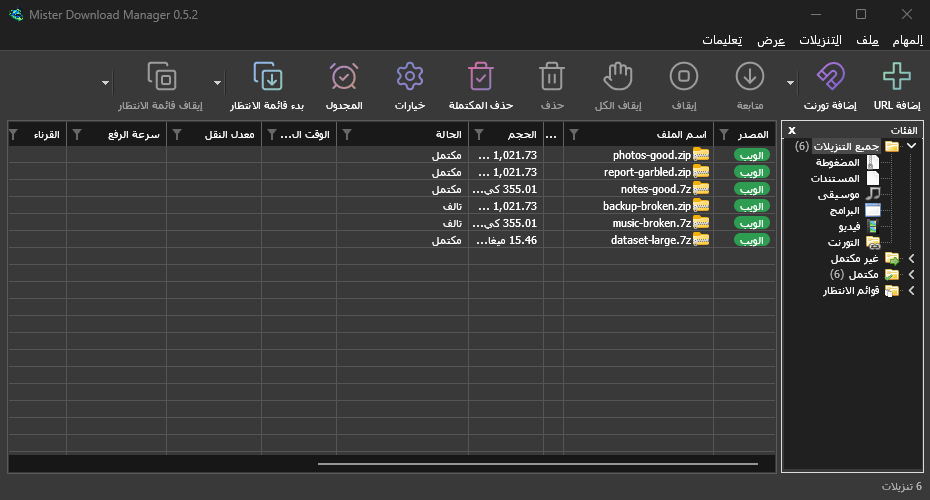 Mister Download Manager 0.5.2
المهام ملف التنزيلات عرض تعليمات
إضافة URL إضافة تورنت متابعة إيقاف إيقاف الكل حذف حذف المكتملة خيارات المجدول بدء قائمة الانتظار إيقاف قائمة الانتظار
الفئات x
جميع التنزيلات (6)
المضغوطة
المستندات
موسيقى
البرامج
فيديو
التورنت
غير مكتمل
مكتمل (6)
قوائم الانتظار
المصدر اسم الملف ... الحجم الحالة الوقت ال... معدل النقل سرعة الرفع القرناء
الويب photos-good.zip 1,021.73 ... مكتمل
الويب report-garbled.zip 1,021.73 ... مكتمل
الويب notes-good.7z 355.01 كي... مكتمل
الويب backup-broken.zip 1,021.73 ... تالف
الويب music-broken.7z 355.01 كي... تالف
الويب dataset-large.7z 15.46 ميغا... مكتمل
6 تنزيلات